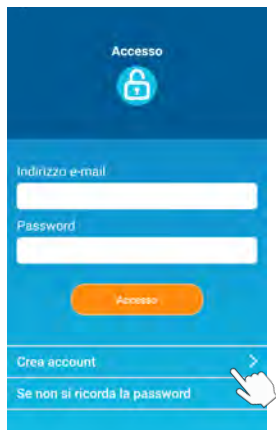 Accesso
Indirizzo e-mail
Password
Accesso
Crea account
Se non si ricorda la password